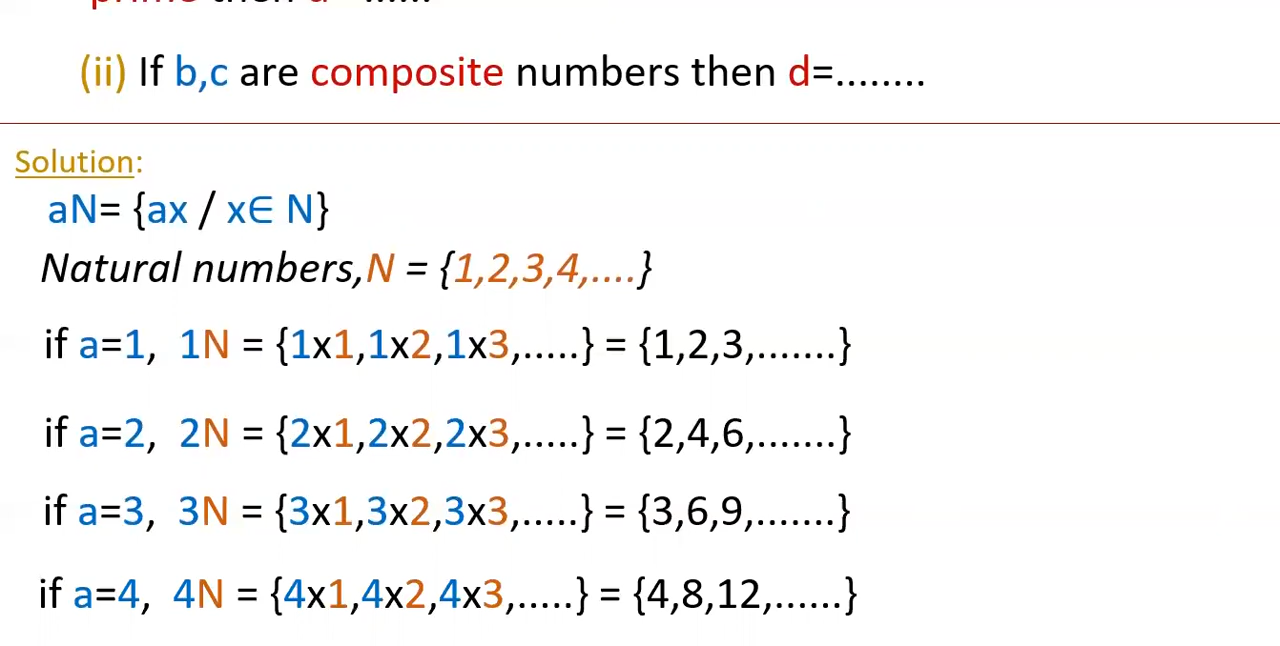 prime then d=......
(ii) If b,c are composite numbers then d=........
Solution:
aN= {ax / x∈ N}
Natural numbers,N = {1,2,3,4,....}
if a=1, 1N = {1x1,1x2,1x3,.....} = {1,2,3,.......}
if a=2, 2N = {2x1,2x2,2x3,.....} = {2,4,6,.......}
if a=3, 3N = {3x1,3x2,3x3,.....} = {3,6,9,.......}
if a=4, 4N = {4x1,4x2,4x3,.....} = {4,8,12,......}